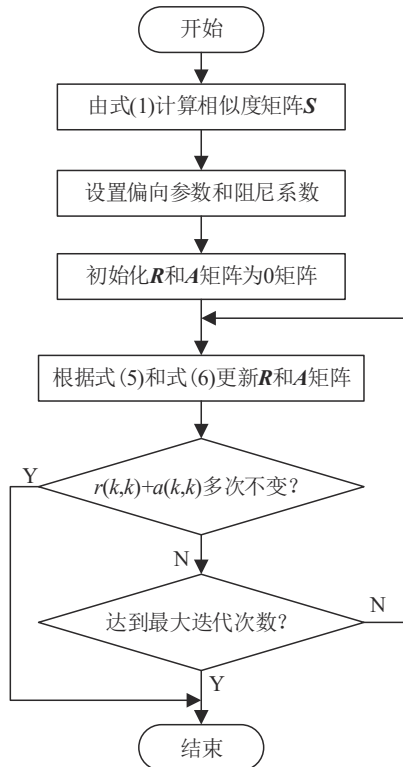 开始
由式(1)计算相似度矩阵S
设置偏向参数和阻尼系数
初始化R和A矩阵为0矩阵
根据式(5)和式(6)更新R和A矩阵
Y
r(k,k)+a(k,k)多次不变?
N
达到最大迭代次数?
N
Y
结束